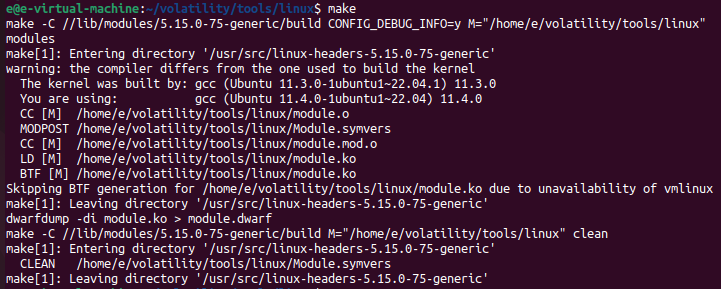 e@e-virtual-machine:~/volatility/tools/linux$ make
make -C //lib/modules/5.15.0-75-generic/build CONFIG_DEBUG_INFO=y M="/home/e/volatility/tools/linux"
modules
make[1]: Entering directory '/usr/src/linux-headers-5.15.0-75-generic'
warning: the compiler differs from the one used to build the kernel
  The kernel was built by: gcc (Ubuntu 11.3.0-1ubuntu1~22.04.1) 11.3.0
  You are using:           gcc (Ubuntu 11.4.0-1ubuntu1~22.04) 11.4.0
  CC [M]  /home/e/volatility/tools/linux/module.o
  MODPOST /home/e/volatility/tools/linux/Module.symvers
  CC [M]  /home/e/volatility/tools/linux/module.mod.o
  LD [M]  /home/e/volatility/tools/linux/module.ko
  BTF [M] /home/e/volatility/tools/linux/module.ko
Skipping BTF generation for /home/e/volatility/tools/linux/module.ko due to unavailability of vmlinux
make[1]: Leaving directory '/usr/src/linux-headers-5.15.0-75-generic'
dwarfdump -di module.ko > module.dwarf
make -C //lib/modules/5.15.0-75-generic/build M="/home/e/volatility/tools/linux" clean
make[1]: Entering directory '/usr/src/linux-headers-5.15.0-75-generic'
  CLEAN   /home/e/volatility/tools/linux/Module.symvers
make[1]: Leaving directory '/usr/src/linux-headers-5.15.0-75-generic'